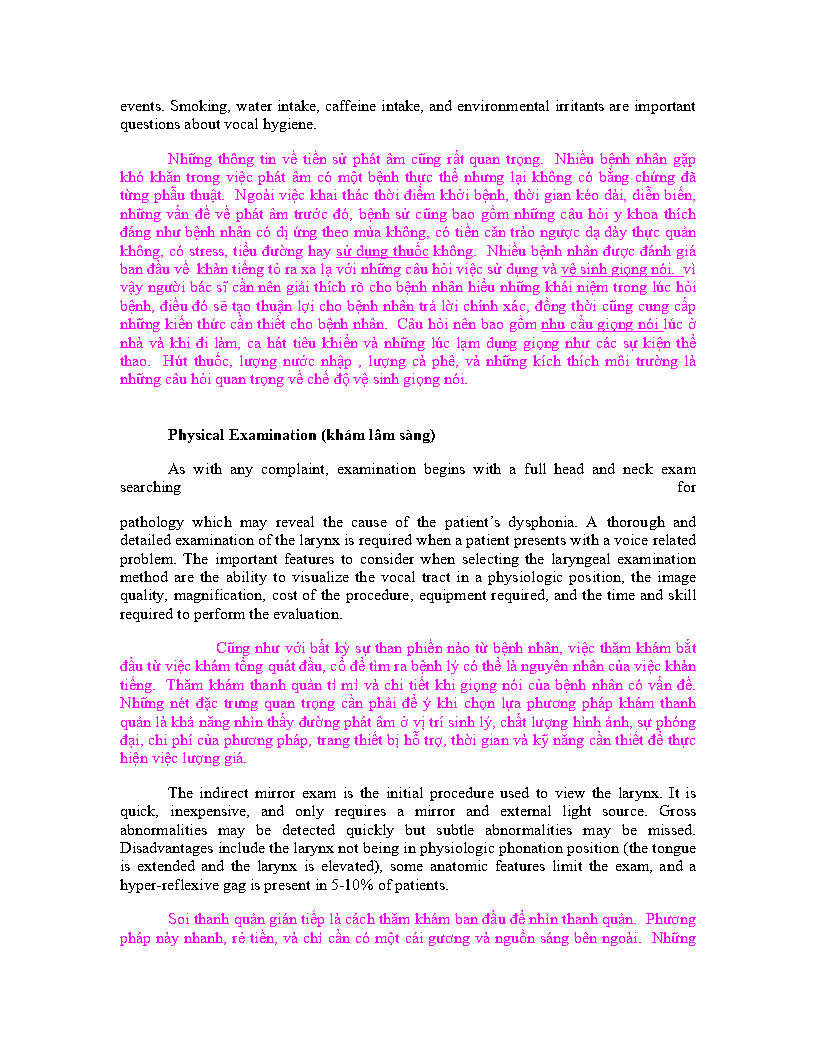 events. Smoking, water intake, caffeine intake, and environmental irritants are important
questions about vocal hygiene.
Những thông tin về tiền sử phát âm cũng rất quan trọng. Nhiều bệnh nhân gặp
khó khăn trong việc phát âm có một bệnh thực thể nhưng lại không có bằng chứng đã
từng phẫu thuật. Ngoài việc khai thác thời điểm khởi bệnh, thời gian kéo dài, diễn biến,
những vấn đề về phát âm trước đó, bệnh sử cũng bao gồm những câu hỏi y khoa thích
đáng như bệnh nhân có dị ứng theo mùa không, có tiền căn trào ngược dạ dày thực quản
không, có stress, tiểu đường hay sử dụng thuốc không. Nhiều bệnh nhân được đánh giá
ban đầu về khàn tiếng tỏ ra xa lạ với những câu hỏi việc sử dụng và vệ sinh giọng nói. vì
vậy người bác sĩ cần nên giải thích rõ cho bệnh nhân hiểu những khái niệm trong lúc hỏi
bệnh, điều đó sẽ tạo thuận lợi cho bệnh nhân trả lời chính xác, đồng thời cũng cung cấp
những kiến thức cần thiết cho bệnh nhân. Câu hỏi nên bao gồm nhu cầu giọng nói lúc ở
nhà và khi đi làm, ca hát tiêu khiển và những lúc lạm dụng giọng như các sự kiện thể
thao. Hút thuốc, lượng nước nhập , lượng cà phê, và những kích thích môi trường là
những câu hỏi quan trọng về chế độ vệ sinh giọng nói.
Physical Examination (khám lâm sàng)
As with any complaint, examination begins with a full head and neck exam
searching for
pathology which may reveal the cause of the patient’s dysphonia. A thorough and
detailed examination of the larynx is required when a patient presents with a voice related
problem. The important features to consider when selecting the laryngeal examination
method are the ability to visualize the vocal tract in a physiologic position, the image
quality, magnification, cost of the procedure, equipment required, and the time and skill
required to perform the evaluation.
Cũng như với bất kỳ sự than phiền nào từ bệnh nhân, việc thăm khám bắt
đầu từ việc khám tổng quát đầu, cổ để tìm ra bệnh lý có thể là nguyên nhân của việc khàn
tiếng. Thăm khám thanh quản tỉ mỉ và chi tiết khi giọng nói của bệnh nhân có vấn đề.
Những nét đặc trưng quan trọng cần phải để ý khi chọn lựa phương pháp khám thanh
quản là khả năng nhìn thấy đường phát âm ở vị trí sinh lý, chất lượng hình ảnh, sự phóng
đại, chi phí của phương pháp, trang thiết bị hỗ trợ, thời gian và kỹ năng cần thiết để thực
hiện việc lượng giá.
The indirect mirror exam is the initial procedure used to view the larynx. It is
quick, inexpensive, and only requires a mirror and external light source. Gross
abnormalities may be detected quickly but subtle abnormalities may be missed.
Disadvantages include the larynx not being in physiologic phonation position (the tongue
is extended and the larynx is elevated), some anatomic features limit the exam, and a
hyper-reflexive gag is present in 5-10% of patients.
Soi thanh quản gián tiếp là cách thăm khám ban đầu để nhìn thanh quản. Phương
pháp này nhanh, rẻ tiền, và chỉ cần có một cái gương và nguồn sáng bên ngoài. Những